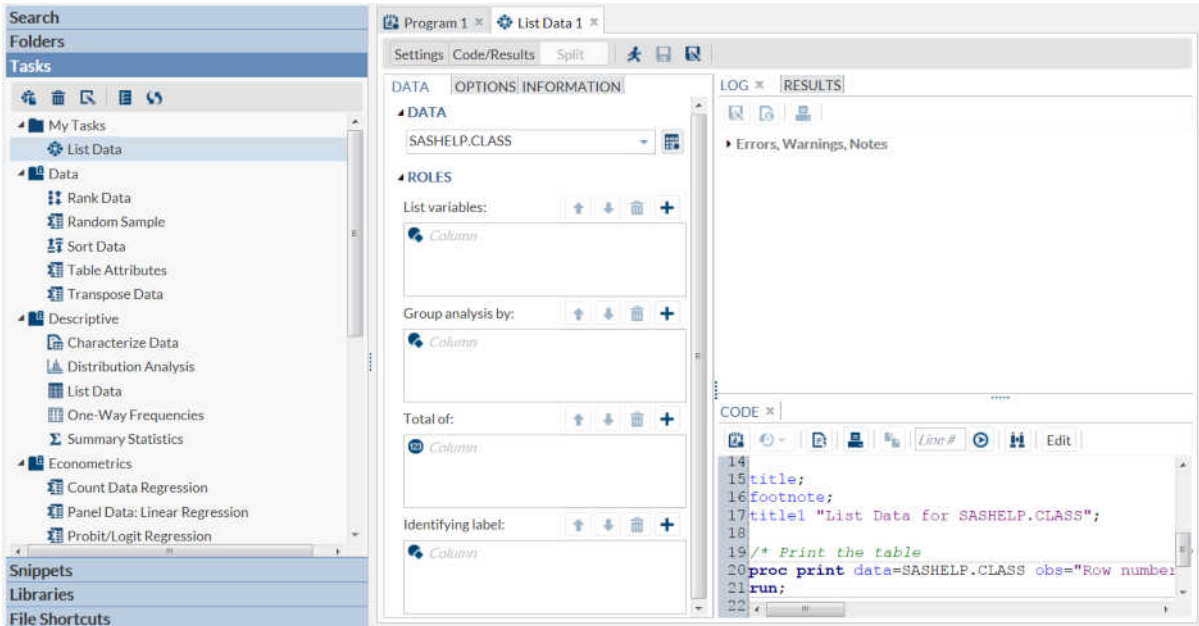 Search
Folders
Tasks
My Tasks
List Data
Data
Rank Data
Random Sample
Sort Data
Table Attributes
Transpose Data
Descriptive
Characterize Data
Distribution Analysis
List Data
One-Way Frequencies
Summary Statistics
Econometrics
Count Data Regression
Panel Data: Linear Regression
Probit/Logit Regression
Snippets
Libraries
File Shortcuts
Program 1 × List Data 1 ×
Settings Code/Results Split
DATA OPTIONS INFORMATION
DATA
SASHELP.CLASS
ROLES
List variables:
Column
Group analysis by:
Column
Total of:
123 Column
Identifying label:
Column
LOG × RESULTS
Errors, Warnings, Notes
CODE ×
Line # Edit
14
15 title;
16 footnote;
17 title1 "List Data for SASHELP.CLASS";
18
19 /* Print the table
20 proc print data=SASHELP.CLASS obs="Row number
21 run;
22